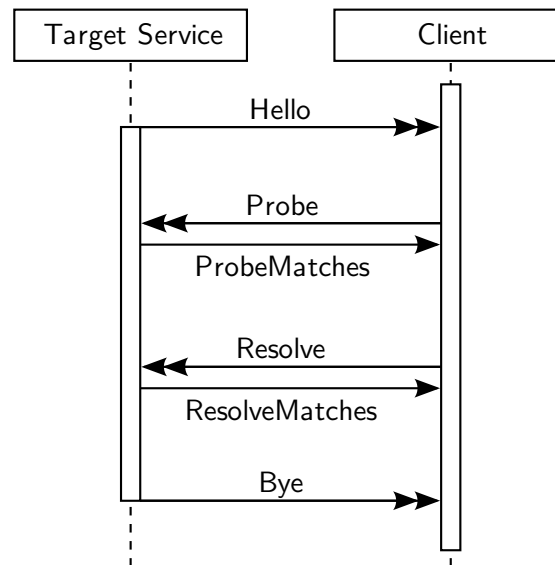 Target Service
Client
Hello
Probe
ProbeMatches
Resolve
ResolveMatches
Bye